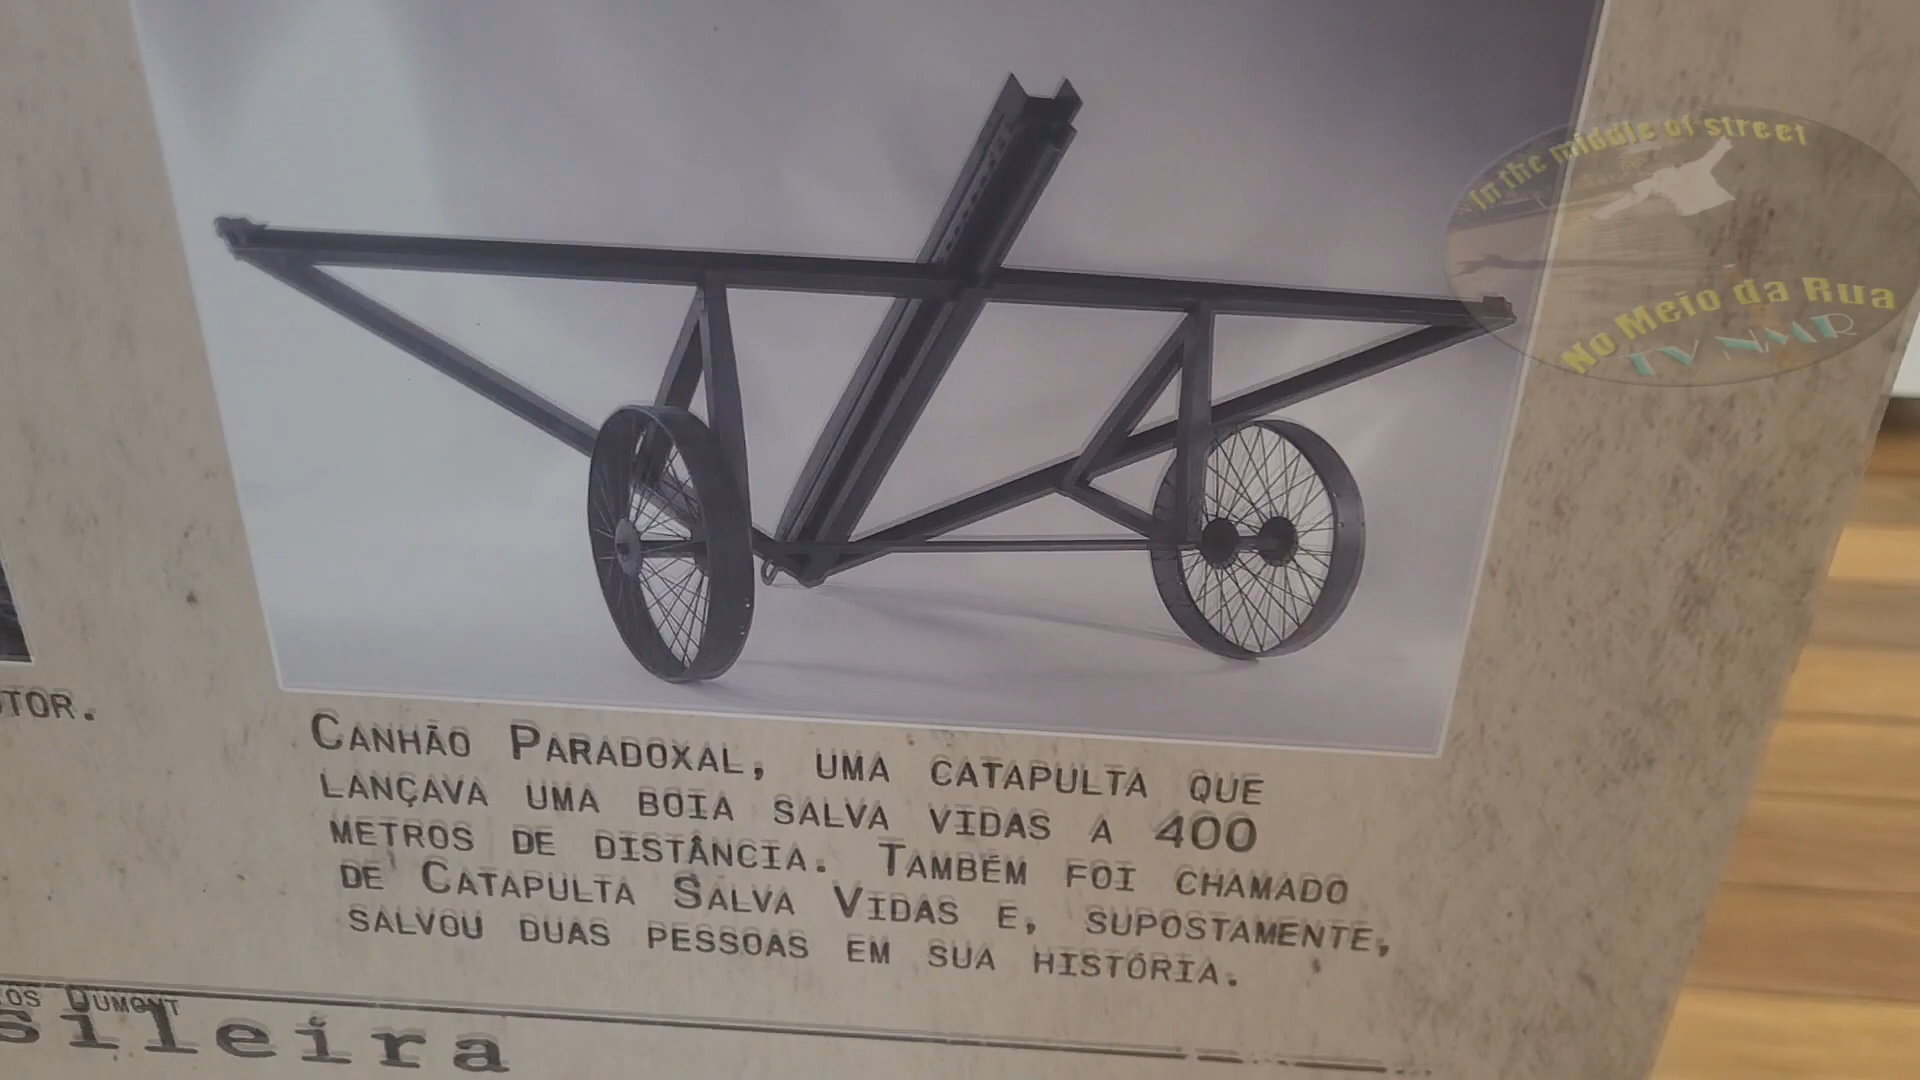 In the middle of street
No Meio da Rua
TV NMR
TOR.
CANHÃO PARADOXAL, UMA CATAPULTA QUE
LANÇAVA UMA BOIA SALVA VIDAS A 400
METROS DE DISTÂNCIA. TAMBÉM FOI CHAMADO
DE CATAPULTA SALVA VIDAS E, SUPOSTAMENTE,
SALVOU DUAS PESSOAS EM SUA HISTÓRIA.
OS DUMONT
sileira